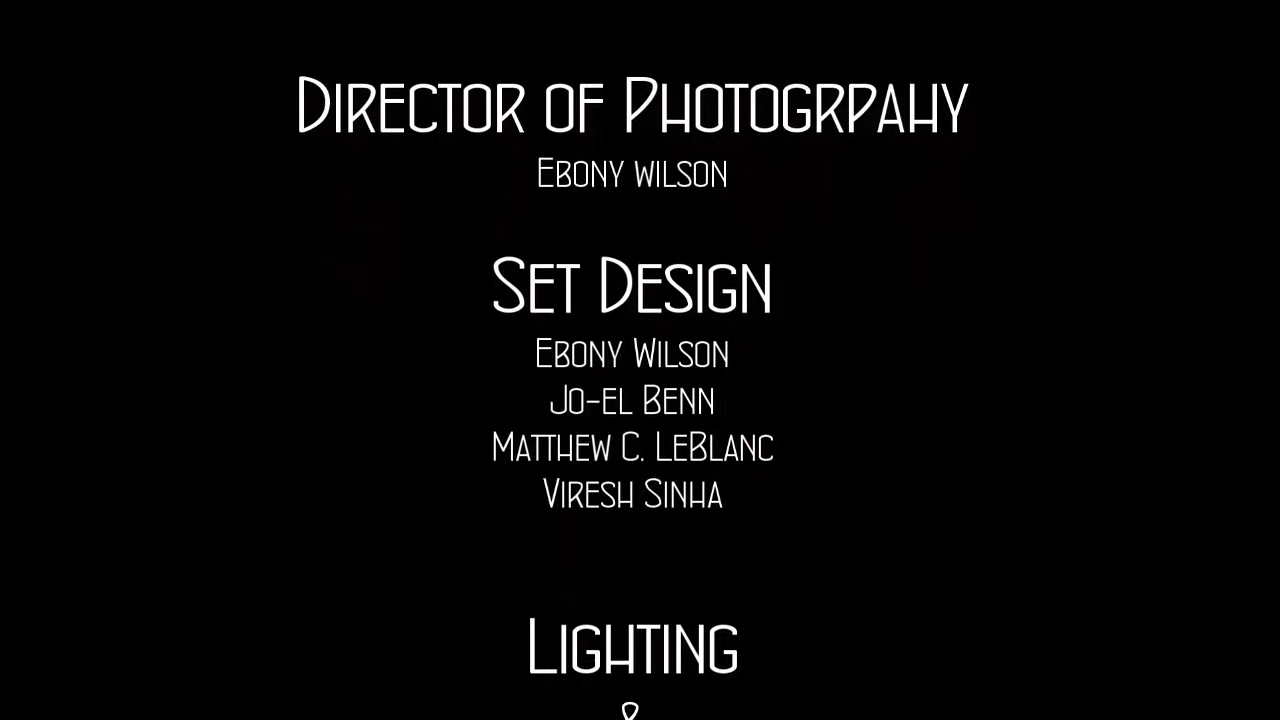 Director of Photogrpahy
Ebony wilson
Set Design
Ebony Wilson
Jo-el Benn
Matthew C. LeBlanc
Viresh Sinha
Lighting